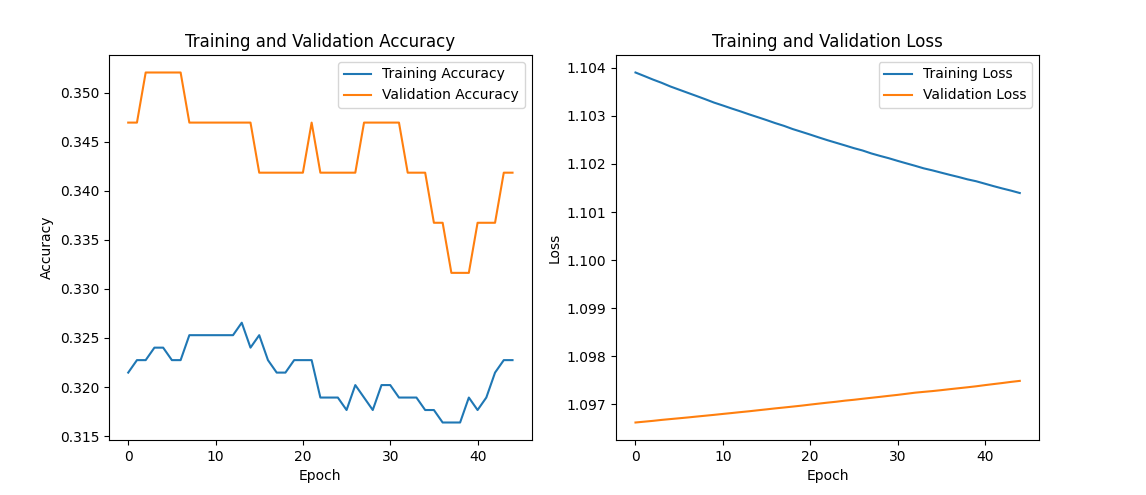 Training and Validation Accuracy
Training Accuracy
Validation Accuracy
0.350
0.345
0.340
0.335
0.330
0.325
0.320
0.315
Accuracy
0 10 20 30 40
Epoch
Training and Validation Loss
Training Loss
Validation Loss
1.104
1.103
1.102
1.101
1.100
1.099
1.098
1.097
Loss
0 10 20 30 40
Epoch